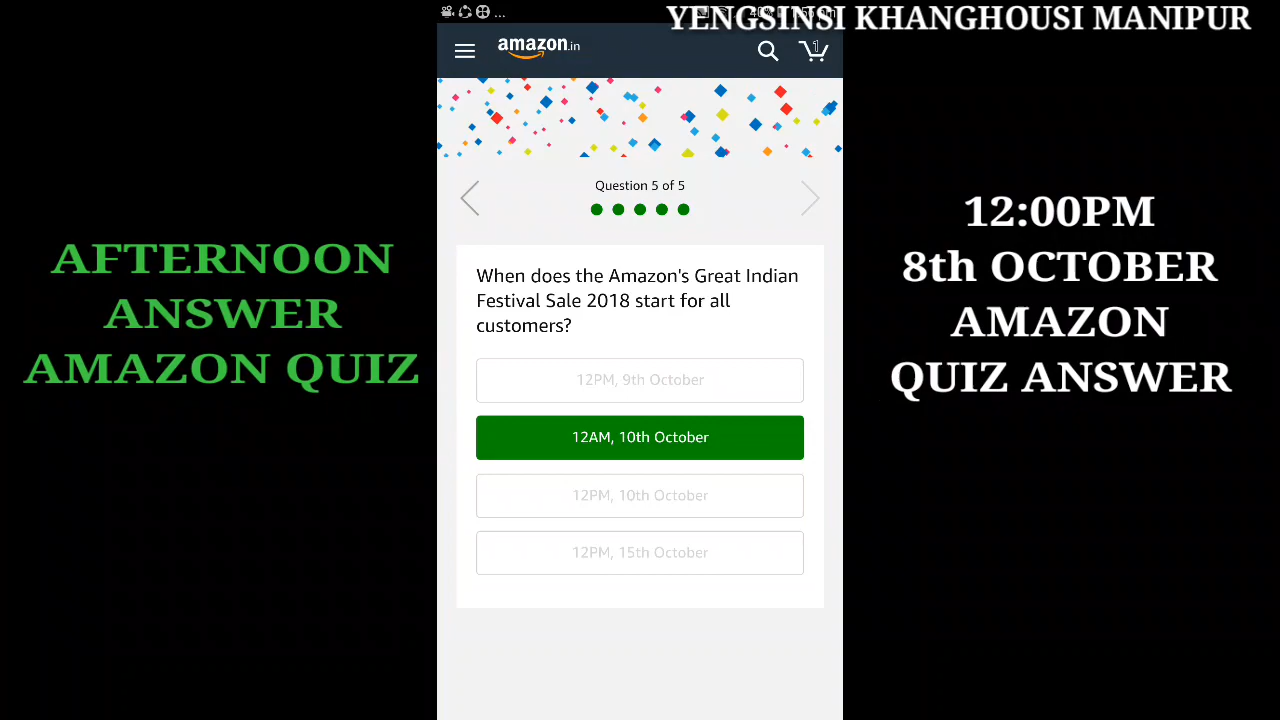 YENGSINSI KHANGHOUSI MANIPUR
amazon.in
1
Question 5 of 5
When does the Amazon's Great Indian
Festival Sale 2018 start for all
customers?
12PM, 9th October
12AM, 10th October
12PM, 10th October
12PM, 15th October
AFTERNOON
ANSWER
AMAZON QUIZ
12:00PM
8th OCTOBER
AMAZON
QUIZ ANSWER